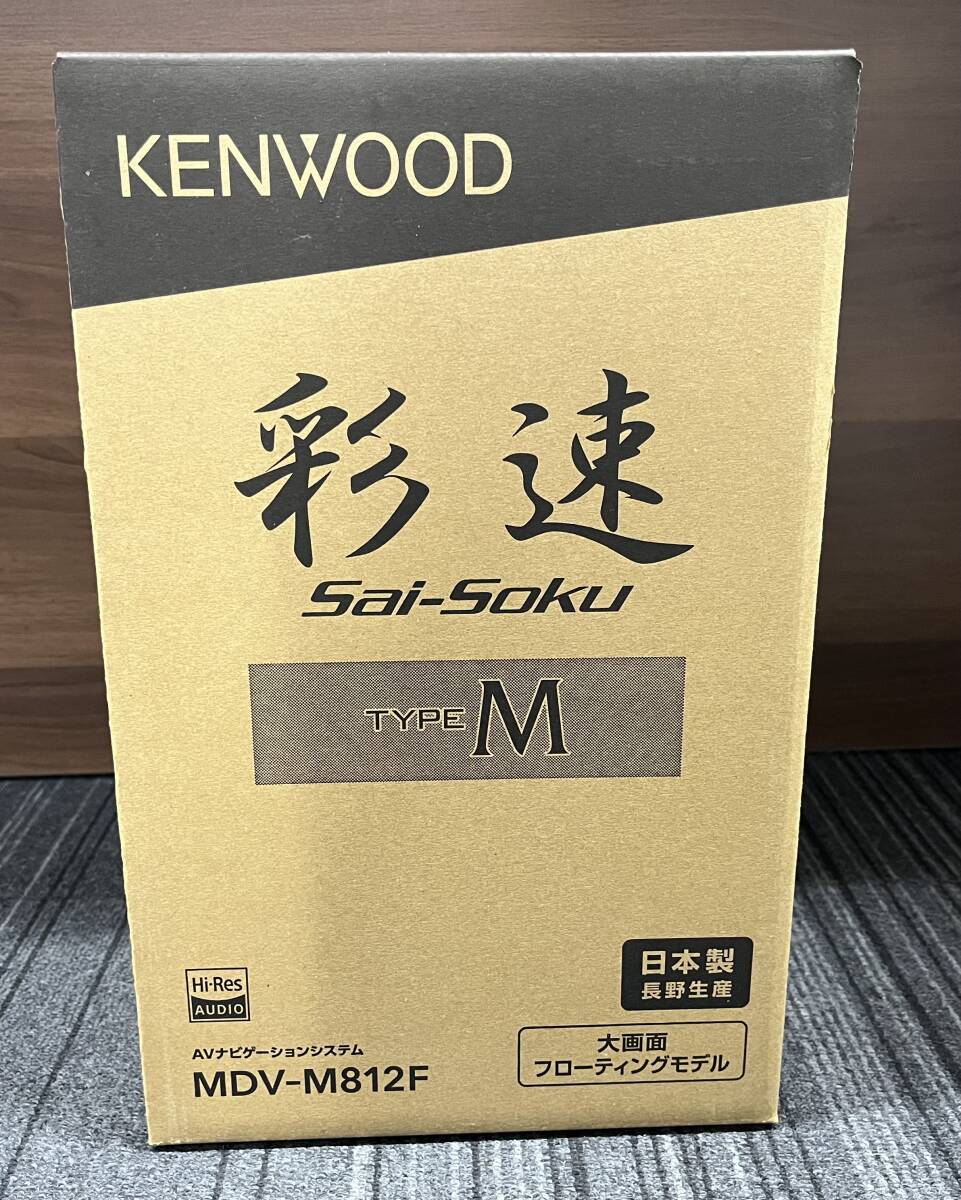 KENWOOD
彩速
Sai-Soku
TYPE M
Hi-Res
AUDIO
日本製
長野生産
AVナビゲーションシステム
MDV-M812F
大画面
フローティングモデル